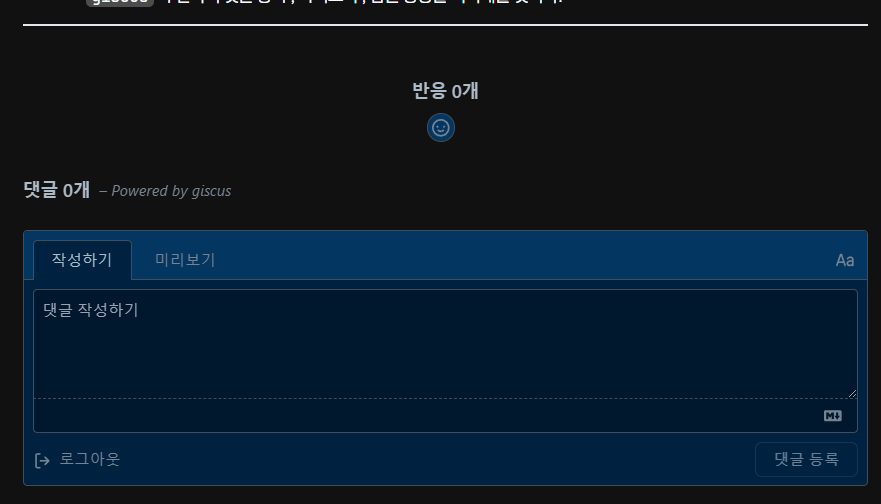 반응 0개
댓글 0개 – Powered by giscus
작성하기 미리보기 Aa
댓글 작성하기
로그아웃 댓글 등록